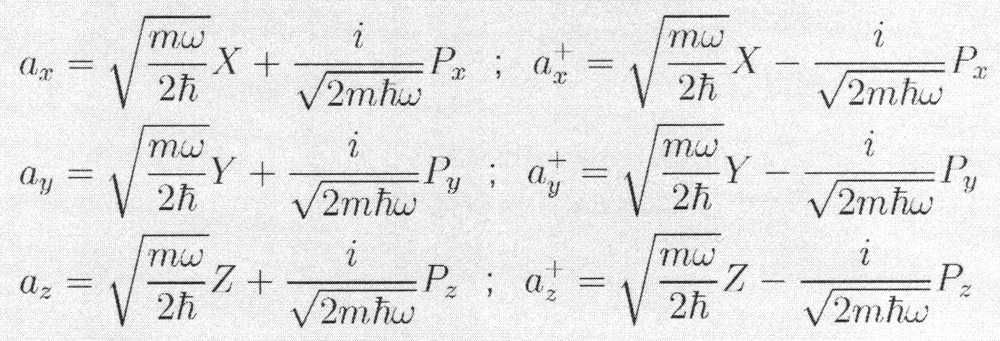 $a_x = \sqrt{\frac{m\omega}{2\hbar}} X + \frac{i}{\sqrt{2m\hbar\omega}} P_x \ ; \ a_x^+ = \sqrt{\frac{m\omega}{2\hbar}} X - \frac{i}{\sqrt{2m\hbar\omega}} P_x$
$a_y = \sqrt{\frac{m\omega}{2\hbar}} Y + \frac{i}{\sqrt{2m\hbar\omega}} P_y \ ; \ a_y^+ = \sqrt{\frac{m\omega}{2\hbar}} Y - \frac{i}{\sqrt{2m\hbar\omega}} P_y$
$a_z = \sqrt{\frac{m\omega}{2\hbar}} Z + \frac{i}{\sqrt{2m\hbar\omega}} P_z \ ; \ a_z^+ = \sqrt{\frac{m\omega}{2\hbar}} Z - \frac{i}{\sqrt{2m\hbar\omega}} P_z$